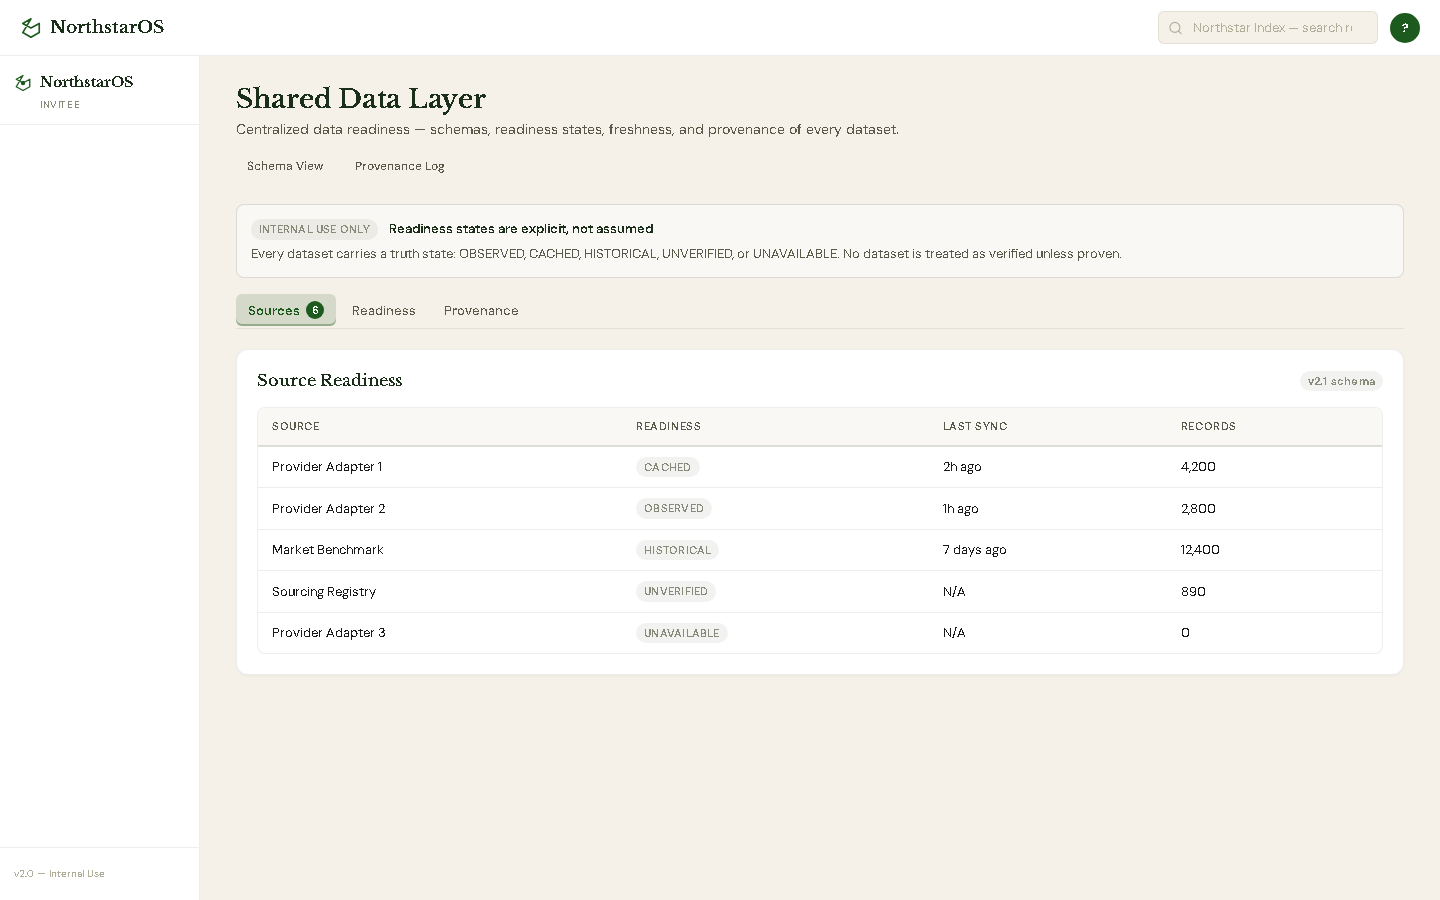 NorthstarOS
Northstar Index — search r
?
NorthstarOS
INVITEE
Shared Data Layer
Centralized data readiness — schemas, readiness states, freshness, and provenance of every dataset.
Schema View Provenance Log
INTERNAL USE ONLY Readiness states are explicit, not assumed
Every dataset carries a truth state: OBSERVED, CACHED, HISTORICAL, UNVERIFIED, or UNAVAILABLE. No dataset is treated as verified unless proven.
Sources 6 Readiness Provenance
Source Readiness v2.1 schema
SOURCE READINESS LAST SYNC RECORDS
Provider Adapter 1 CACHED 2h ago 4,200
Provider Adapter 2 OBSERVED 1h ago 2,800
Market Benchmark HISTORICAL 7 days ago 12,400
Sourcing Registry UNVERIFIED N/A 890
Provider Adapter 3 UNAVAILABLE N/A 0
v2.0 — Internal Use